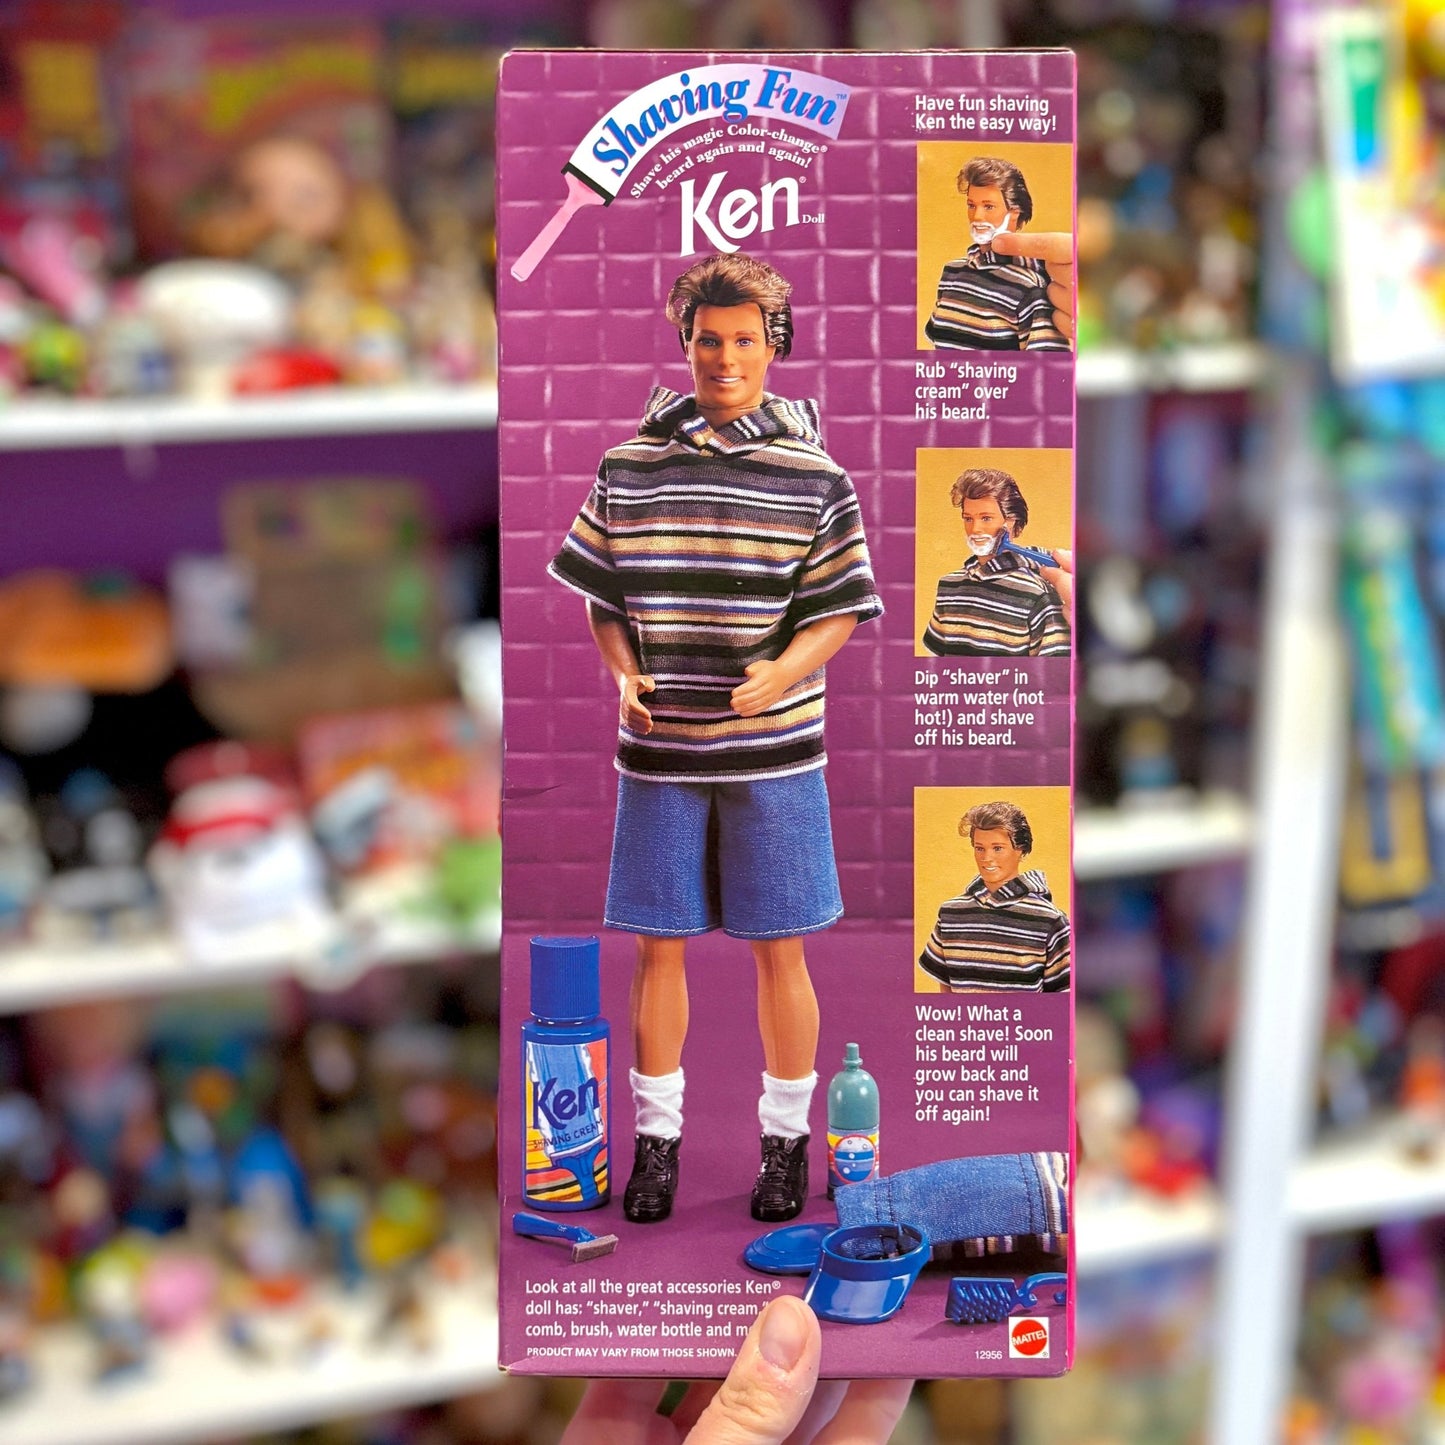 Shaving Fun™
Shave his magic Color-change®
beard again and again!
Ken®
Doll
Have fun shaving
Ken the easy way!
Rub “shaving
cream” over
his beard.
Dip “shaver” in
warm water (not
hot!) and shave
off his beard.
Wow! What a
clean shave! Soon
his beard will
grow back and
you can shave it
off again!
Ken
SHAVING CREAM
Look at all the great accessories Ken®
doll has: “shaver,” “shaving cream,”
comb, brush, water bottle and
PRODUCT MAY VARY FROM THOSE SHOWN.
12956
MATTEL